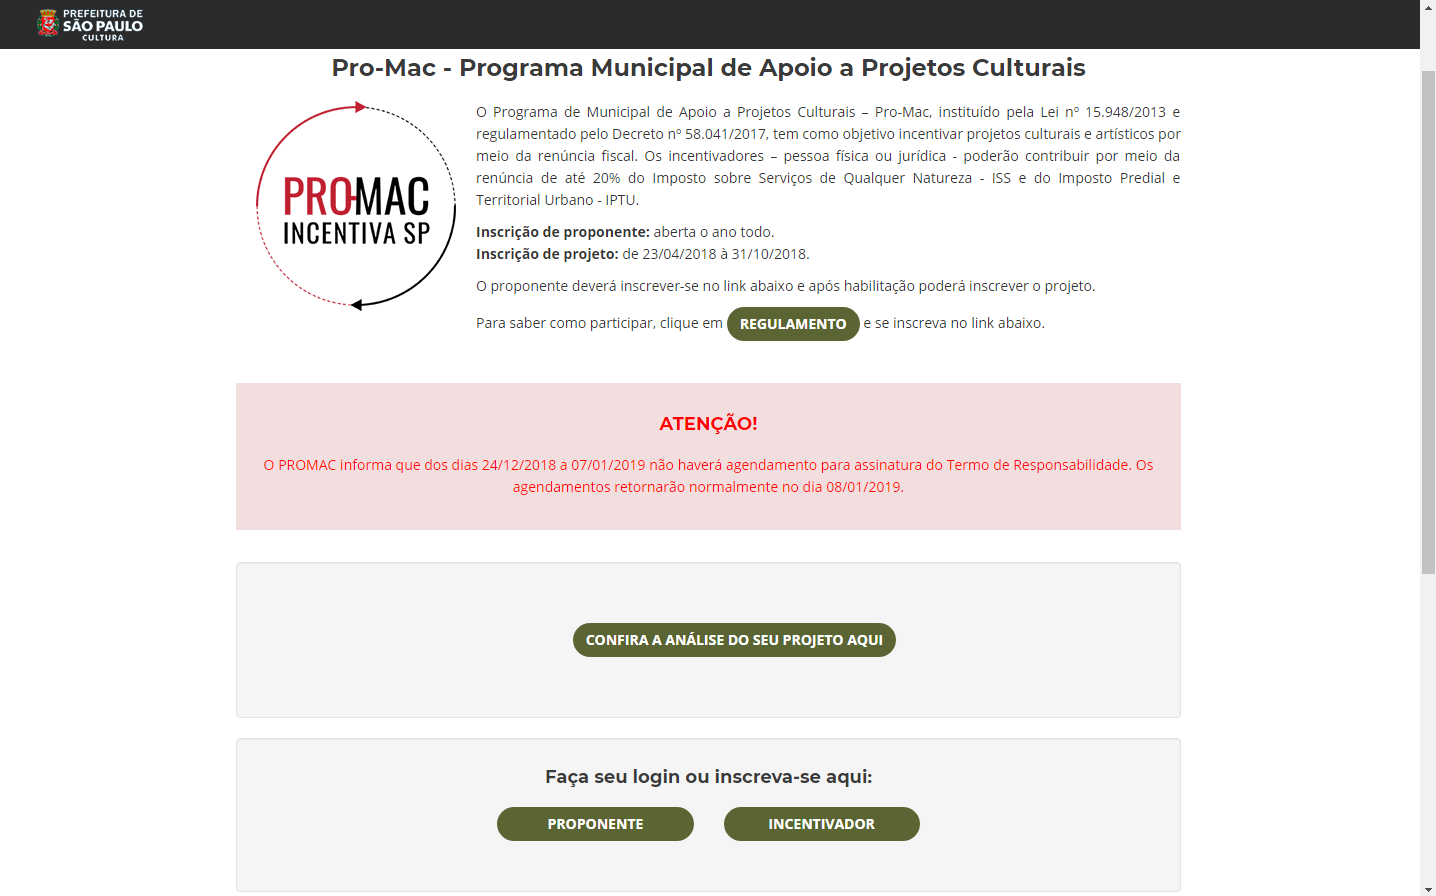 PREFEITURA DE
SÃO PAULO
CULTURA
Pro-Mac - Programa Municipal de Apoio a Projetos Culturais
PRO-MAC
INCENTIVA SP
O Programa de Municipal de Apoio a Projetos Culturais – Pro-Mac, instituído pela Lei nº 15.948/2013 e
regulamentado pelo Decreto nº 58.041/2017, tem como objetivo incentivar projetos culturais e artísticos por
meio da renúncia fiscal. Os incentivadores – pessoa física ou jurídica - poderão contribuir por meio da
renúncia de até 20% do Imposto sobre Serviços de Qualquer Natureza - ISS e do Imposto Predial e
Territorial Urbano - IPTU.
Inscrição de proponente: aberta o ano todo.
Inscrição de projeto: de 23/04/2018 à 31/10/2018.
O proponente deverá inscrever-se no link abaixo e após habilitação poderá inscrever o projeto.
Para saber como participar, clique em REGULAMENTO e se inscreva no link abaixo.
ATENÇÃO!
O PROMAC informa que dos dias 24/12/2018 a 07/01/2019 não haverá agendamento para assinatura do Termo de Responsabilidade. Os
agendamentos retornarão normalmente no dia 08/01/2019.
CONFIRA A ANÁLISE DO SEU PROJETO AQUI
Faça seu login ou inscreva-se aqui:
PROPONENTE INCENTIVADOR